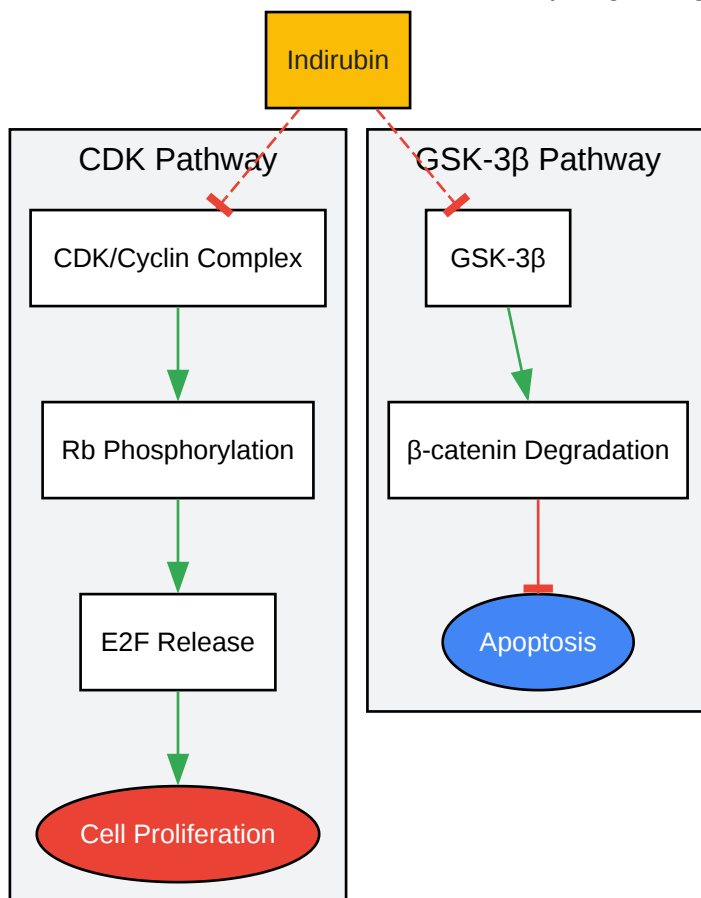 Indirubin
CDK Pathway
GSK-3β Pathway
CDK/Cyclin Complex
GSK-3β
Rb Phosphorylation
β-catenin Degradation
E2F Release
Apoptosis
Cell Proliferation